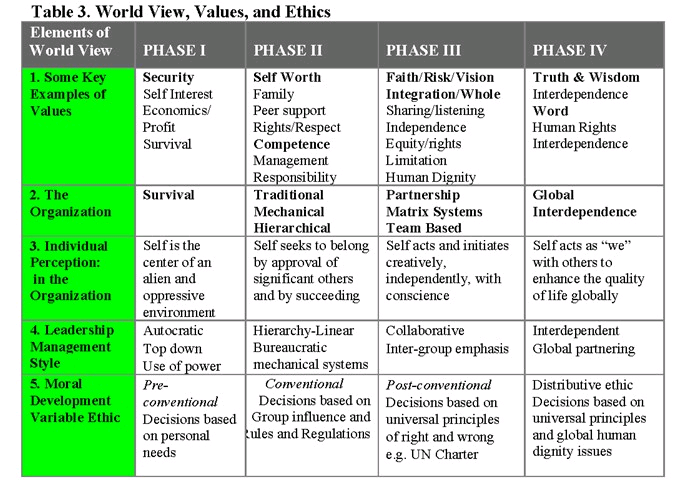 Table 3. World View, Values, and Ethics
Elements of
World View
PHASE I
PHASE II
PHASE III
PHASE IV
1. Some Key
Examples of
Values
Security
Self Interest
Economics/
Profit
Survival
Self Worth
Family
Peer support
Rights/Respect
Competence
Management
Responsibility
Faith/Risk/Vision
Integration/Whole
Sharing/listening
Independence
Equity/rights
Limitation
Human Dignity
Truth & Wisdom
Interdependence
Word
Human Rights
Interdependence
2. The
Organization
Survival
Traditional
Mechanical
Hierarchical
Partnership
Matrix Systems
Team Based
Global
Interdependence
3. Individual
Perception:
in the
Organization
Self is the
center of an
alien and
oppressive
environment
Self seeks to belong
by approval of
significant others
and by succeeding
Self acts and initiates
creatively,
independently, with
conscience
Self acts as “we”
with others to
enhance the quality
of life globally
4. Leadership
Management
Style
Autocratic
Top down
Use of power
Hierarchy-Linear
Bureaucratic
mechanical systems
Collaborative
Inter-group emphasis
Interdependent
Global partnering
5. Moral
Development
Variable Ethic
Pre-
conventional
Decisions based
on personal
needs
Conventional
Decisions based on
Group influence and
Rules and Regulations
Post-conventional
Decisions based on
universal principles
of right and wrong
e.g. UN Charter
Distributive ethic
Decisions based on
universal principles
and global human
dignity issues